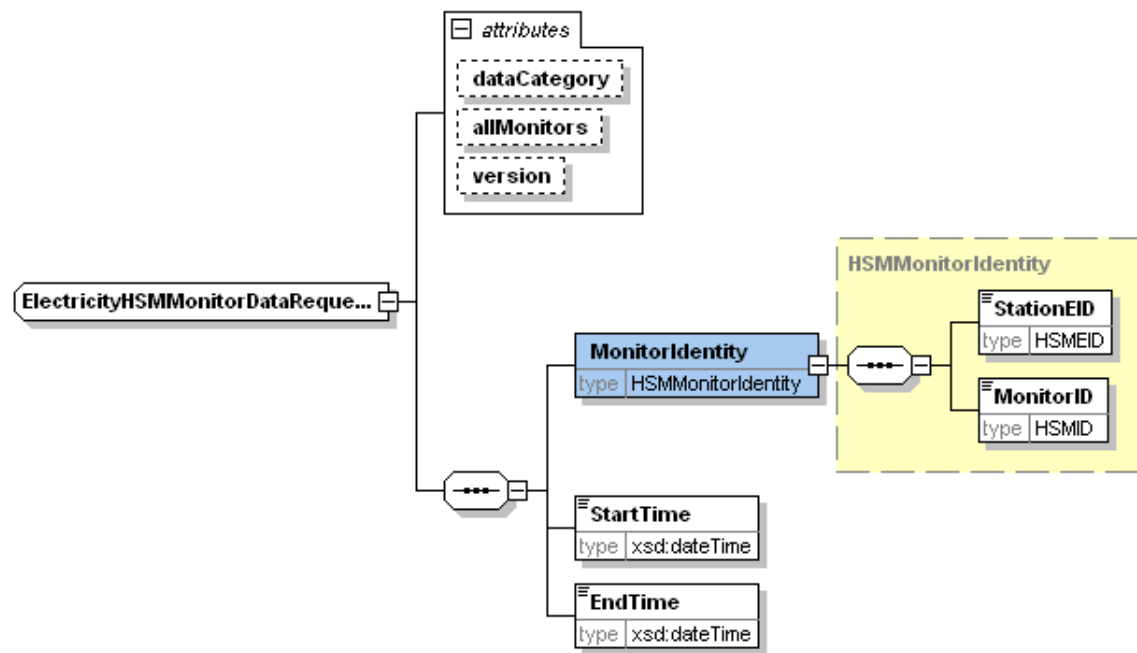 attributes
dataCategory
allMonitors
version
ElectricityHSMMonitorDataReque...
HSMMonitorIdentity
MonitorIdentity
type HSMMonitorIdentity
StationEID
type HSMEID
MonitorID
type HSMID
StartTime
type xsd:dateTime
EndTime
type xsd:dateTime